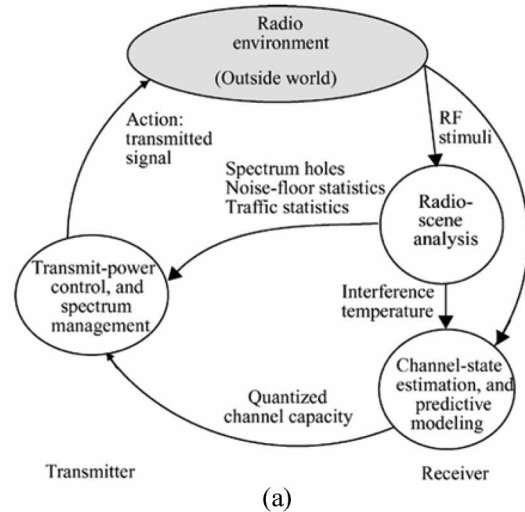 Radio
environment
(Outside world)
Action:
transmitted
signal
RF
stimuli
Spectrum holes
Noise-floor statistics
Traffic statistics
Radio-
scene
analysis
Transmit-power
control, and
spectrum
management
Interference
temperature
Channel-state
estimation, and
predictive
modeling
Quantized
channel capacity
Transmitter
Receiver
(a)